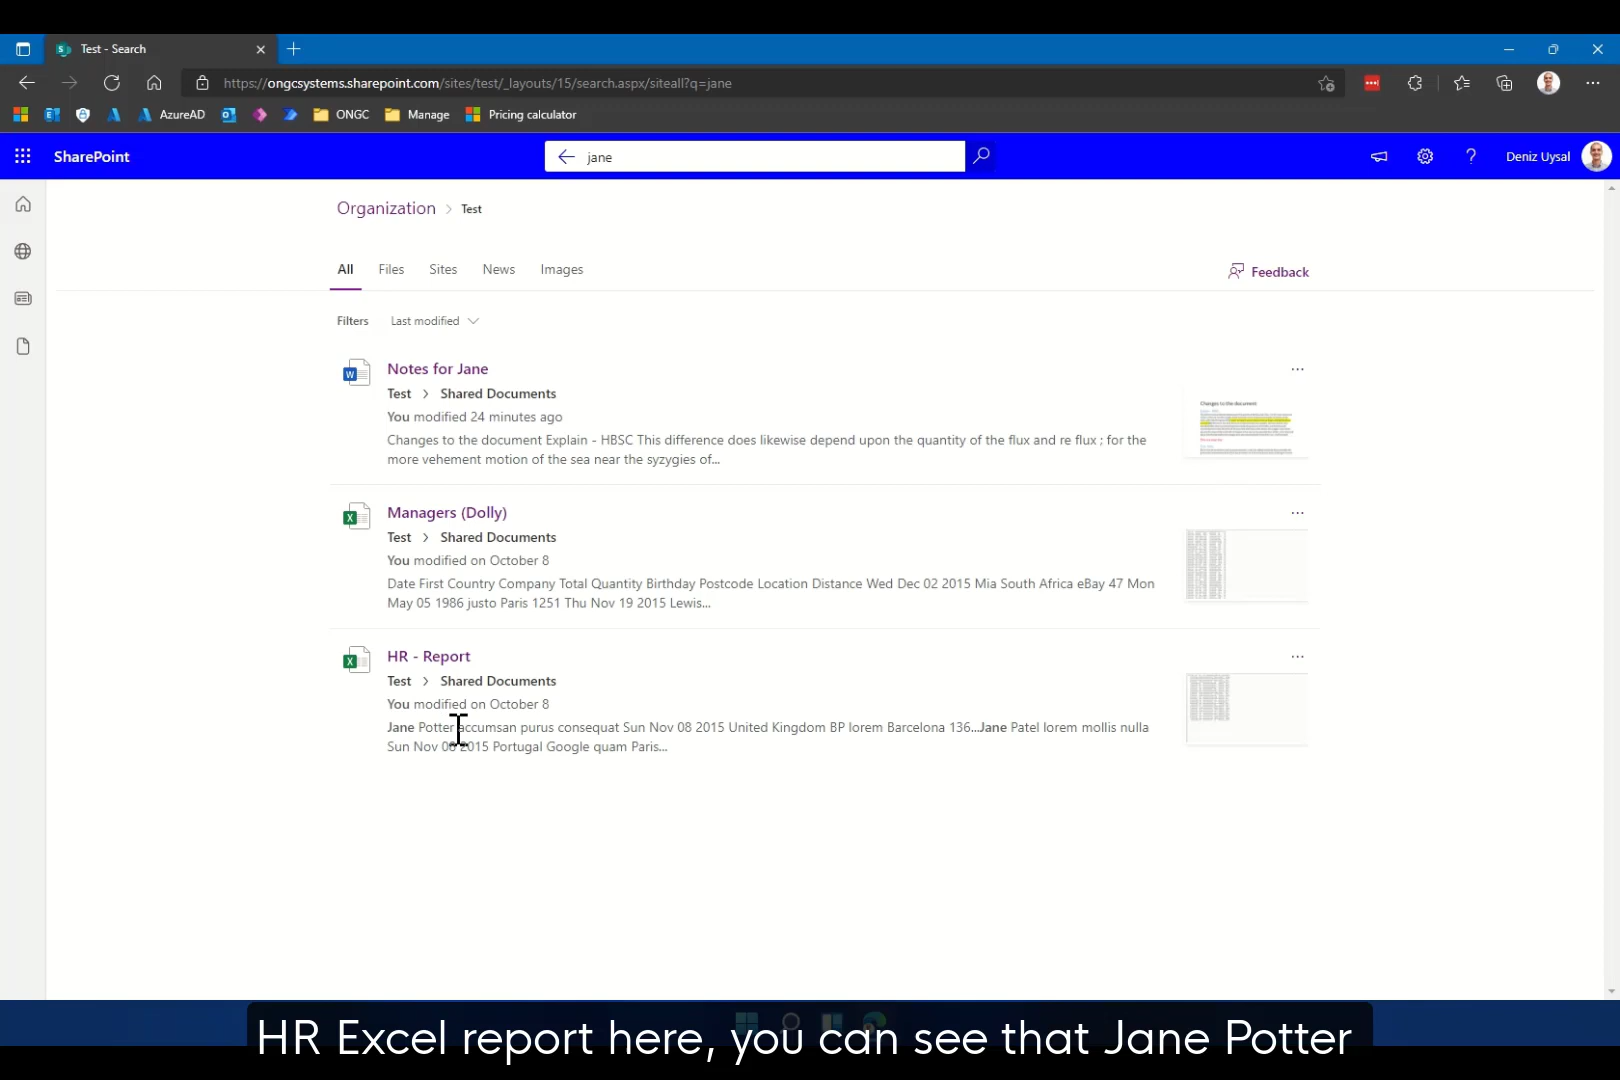 Test - Search
https://ongcsystems.sharepoint.com/sites/test/_layouts/15/search.aspx/siteall?q=jane
AzureAD ONGC Manage Pricing calculator
SharePoint jane ? Deniz Uysal
Organization > Test
All Files Sites News Images Feedback
Filters Last modified
Notes for Jane
Test > Shared Documents
You modified 24 minutes ago
Changes to the document Explain - HBSC This difference does likewise depend upon the quantity of the flux and re flux ; for the
more vehement motion of the sea near the syzygies of...
Changes to the document
Managers (Dolly)
Test > Shared Documents
You modified on October 8
Date First Country Company Total Quantity Birthday Postcode Location Distance Wed Dec 02 2015 Mia South Africa eBay 47 Mon
May 05 1986 justo Paris 1251 Thu Nov 19 2015 Lewis...
HR - Report
Test > Shared Documents
You modified on October 8
Jane Potter accumsan purus consequat Sun Nov 08 2015 United Kingdom BP lorem Barcelona 136...Jane Patel lorem mollis nulla
Sun Nov 2015 Portugal Google quam Paris...
HR Excel report here, you can see that Jane Potter